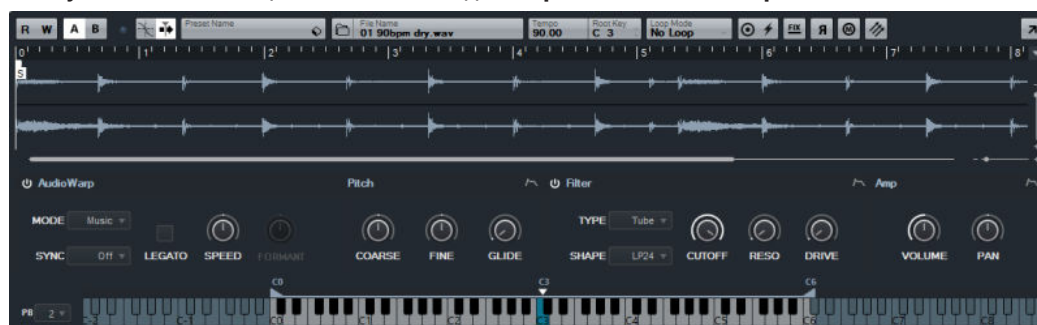 R W A B Preset Name File Name 01 90bpm dry.wav Tempo 90.00 Root Key C 3 Loop Mode No Loop FIX R M
0 1 2 3 4 5 6 7 8
S
AudioWarp Pitch Filter Amp
MODE Music TYPE Tube
LEGATO SPEED FORMANT COARSE FINE GLIDE CUTOFF RESO DRIVE VOLUME PAN
SYNC Off SHAPE LP24
C0 C3 C6
PB 2 C-2 C-1 C0 C1 C2 C3 C4 C5 C6 C7 C8